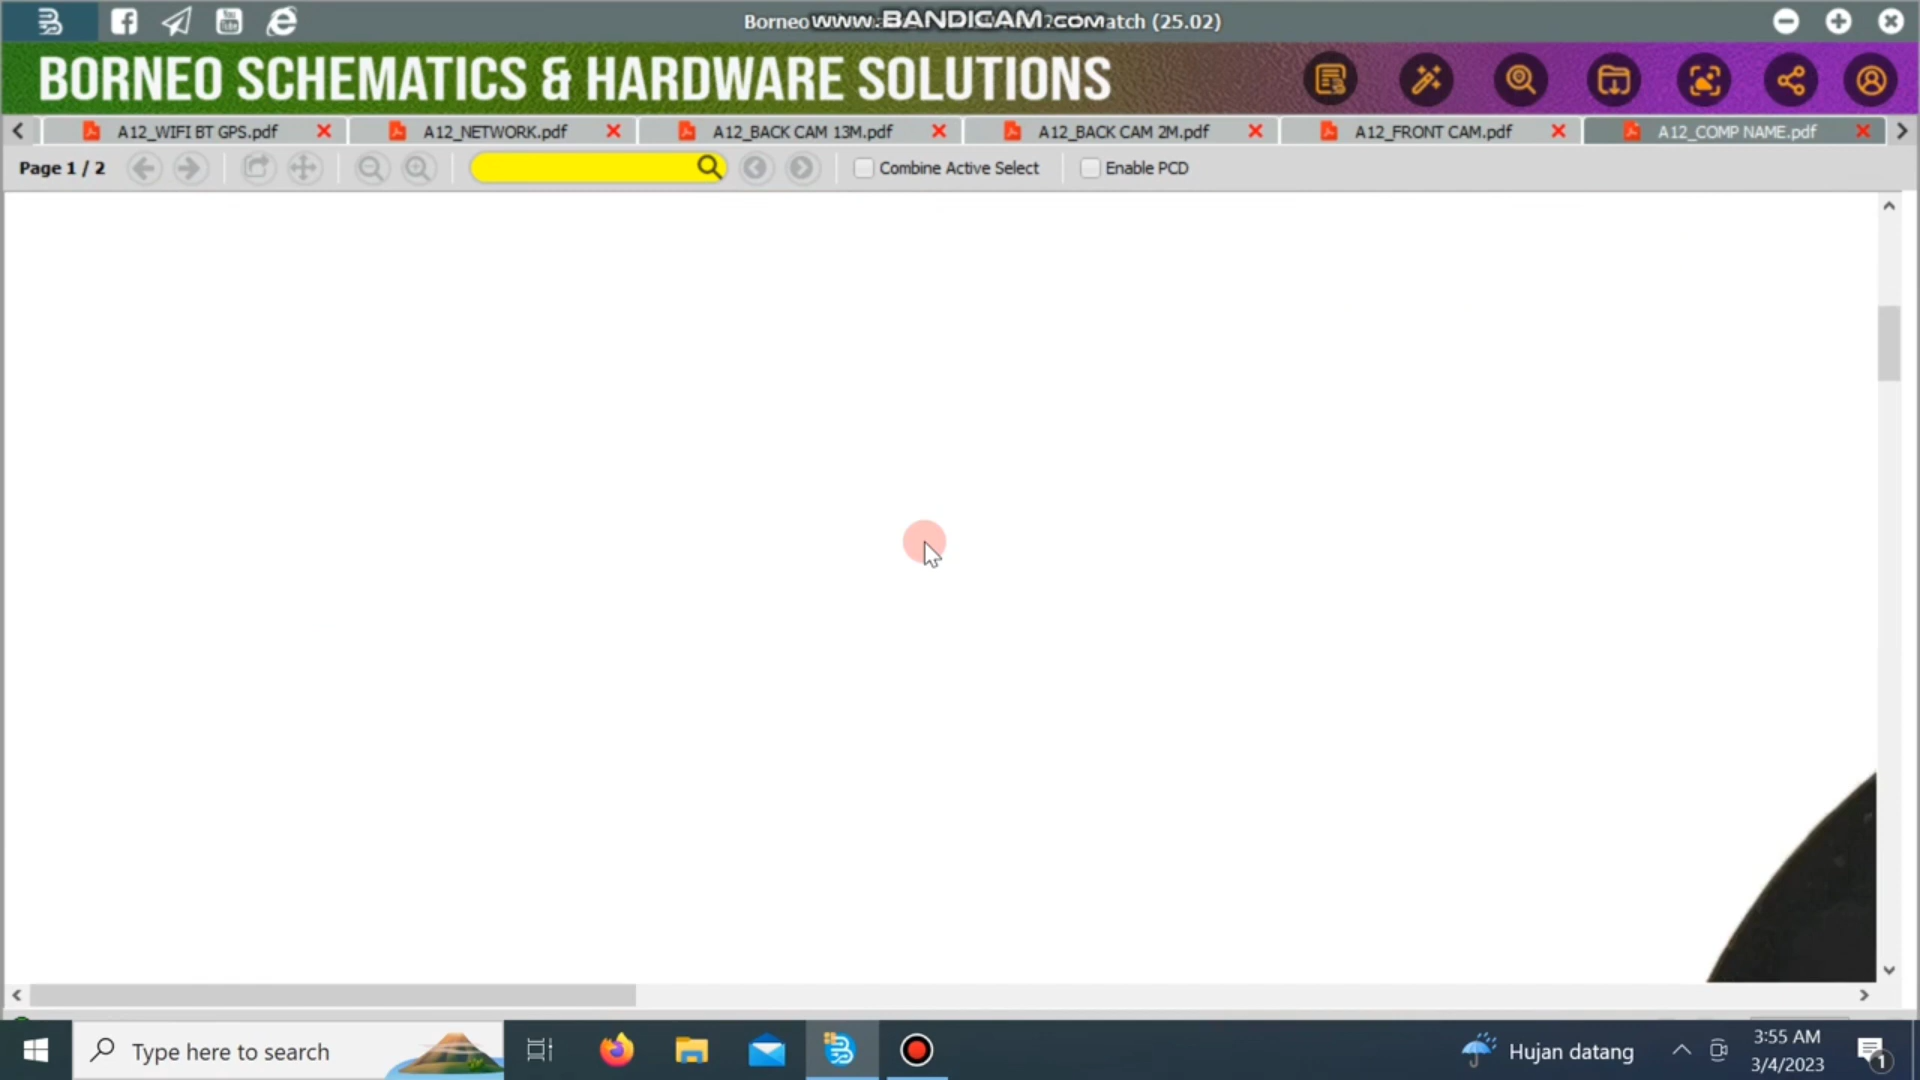 Borneo
www.BANDICAM.com
atch (25.02)
BORNEO SCHEMATICS & HARDWARE SOLUTIONS
A12_WIFI BT GPS.pdf
A12_NETWORK.pdf
A12_BACK CAM 13M.pdf
A12_BACK CAM 2M.pdf
A12_FRONT CAM.pdf
A12_COMP NAME.pdf
Page 1 / 2
Combine Active Select
Enable PCD
Type here to search
Hujan datang
3:55 AM
3/4/2023
1